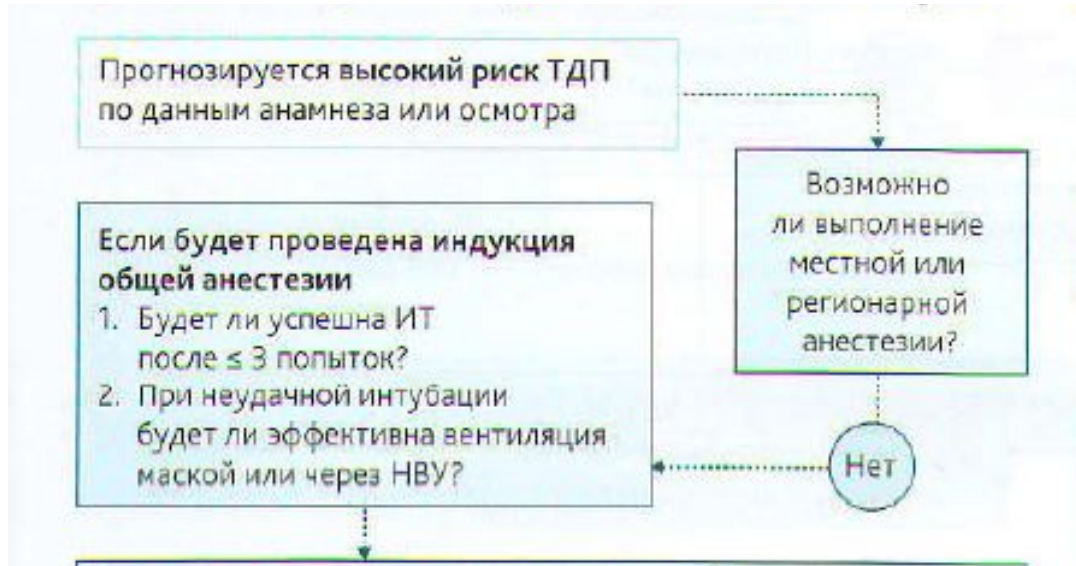 Прогнозируется высокий риск ТДП
по данным анамнеза или осмотра
Возможно
ли выполнение
местной или
регионарной
анестезии?
Если будет проведена индукция
общей анестезии
1. Будет ли успешна ИТ
после ≤ 3 попыток?
2. При неудачной интубации
будет ли эффективна вентиляция
маской или через НВУ?
Нет